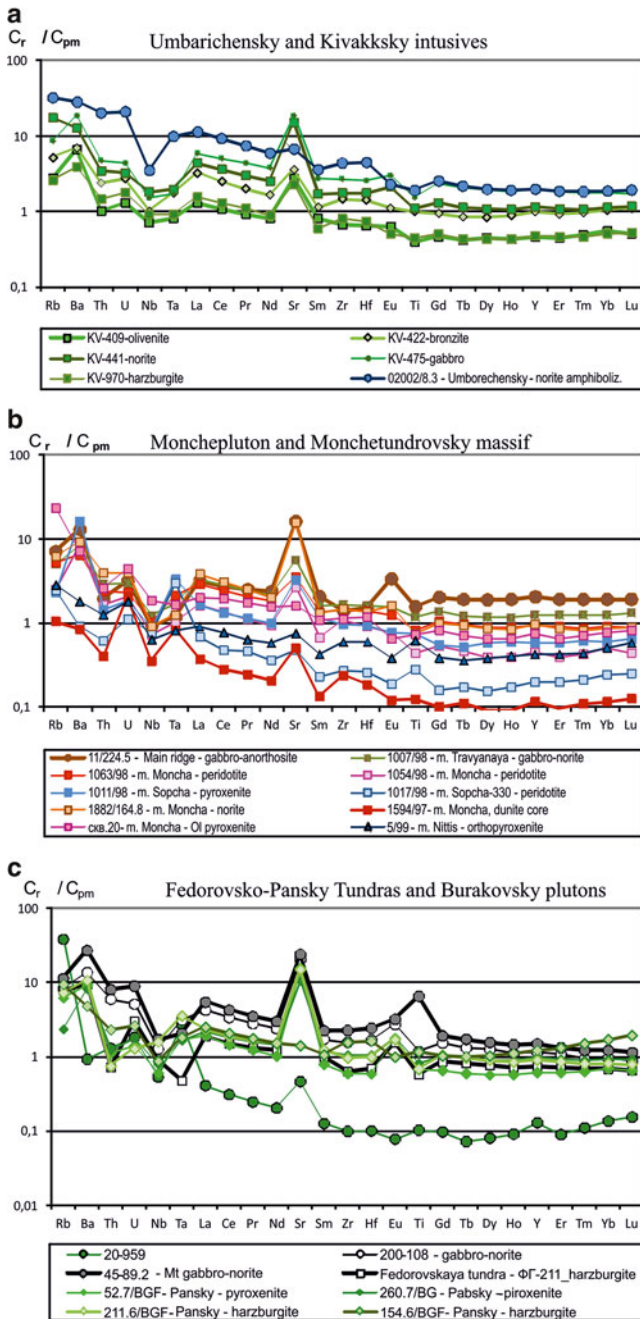 a
C r / C pm Umbarichensky and Kivakksky intusives
100
10
1
0,1
Rb Ba Th U Nb Ta La Ce Pr Nd Sr Sm Zr Hf Eu Ti Gd Tb Dy Ho Y Er Tm Yb Lu
KV-409-olivenite KV-422-bronzite
KV-441-norite KV-475-gabbro
KV-970-harzburgite 02002/8.3 - Umborechensky - norite amphiboliz.
b
C r / C pm Monchepluton and Monchetundrovsky massif
100
10
1
0,1
Rb Ba Th U Nb Ta La Ce Pr Nd Sr Sm Zr Hf Eu Ti Gd Tb Dy Ho Y Er Tm Yb Lu
11/224.5 - Main ridge - gabbro-anorthosite 1007/98 - m. Travyanaya - gabbro-norite
1063/98 - m. Moncha - peridotite 1054/98 - m. Moncha - peridotite
1011/98 - m. Sopcha - pyroxenite 1017/98 - m. Sopcha-330 - peridotite
1882/164.8 - m. Moncha - norite 1594/97- m. Moncha, dunite core
скв.20- m. Moncha - Ol pyroxenite 5/99 - m. Nittis - orthopyroxenite
c
C r / C pm Fedorovsko-Pansky Tundras and Burakovsky plutons
100
10
1
0,1
0,01
Rb Ba Th U Nb Ta La Ce Pr Nd Sr Sm Zr Hf Eu Ti Gd Tb Dy Ho Y Er Tm Yb Lu
20-959 200-108 - gabbro-norite
45-89.2 - Mt gabbro-norite Fedorovskaya tundra - ФГ-211_harzburgite
52.7/BGF- Pansky - pyroxenite 260.7/BG - Pabsky ~piroxenite
211.6/BGF - Pansky - harzburgite 154.6/BGF - Pansky - harzburgite